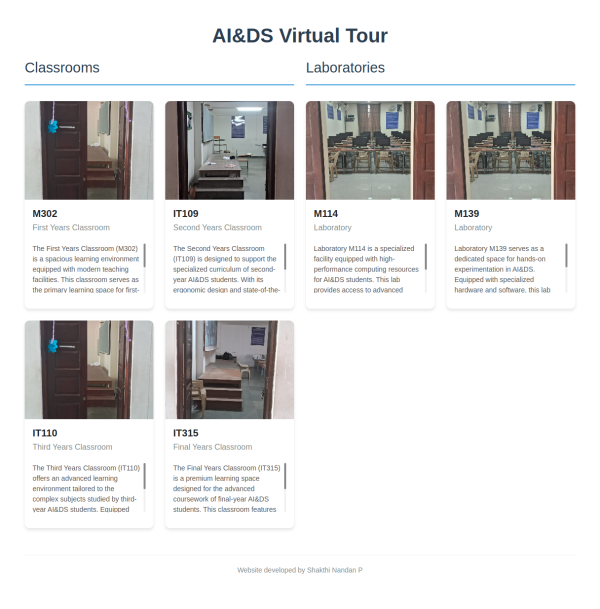 AI&DS Virtual Tour
Classrooms
Laboratories
M302
First Years Classroom
The First Years Classroom (M302)
is a spacious learning environment
equipped with modern teaching
facilities. This classroom serves as
the primary learning space for first-
IT109
Second Years Classroom
The Second Years Classroom
(IT109) is designed to support the
specialized curriculum of second-
year AI&DS students. With its
ergonomic design and state-of-the-
M114
Laboratory
Laboratory M114 is a specialized
facility equipped with high-
performance computing resources
for AI&DS students. This lab
provides access to advanced
M139
Laboratory
Laboratory M139 serves as a
dedicated space for hands-on
experimentation in AI&DS.
Equipped with specialized
hardware and software, this lab
IT110
Third Years Classroom
The Third Years Classroom (IT110)
offers an advanced learning
environment tailored to the
complex subjects studied by third-
year AI&DS students. Equipped
IT315
Final Years Classroom
The Final Years Classroom (IT315)
is a premium learning space
designed for the advanced
coursework of final-year AI&DS
students. This classroom features
Website developed by Shakthi Nandan P